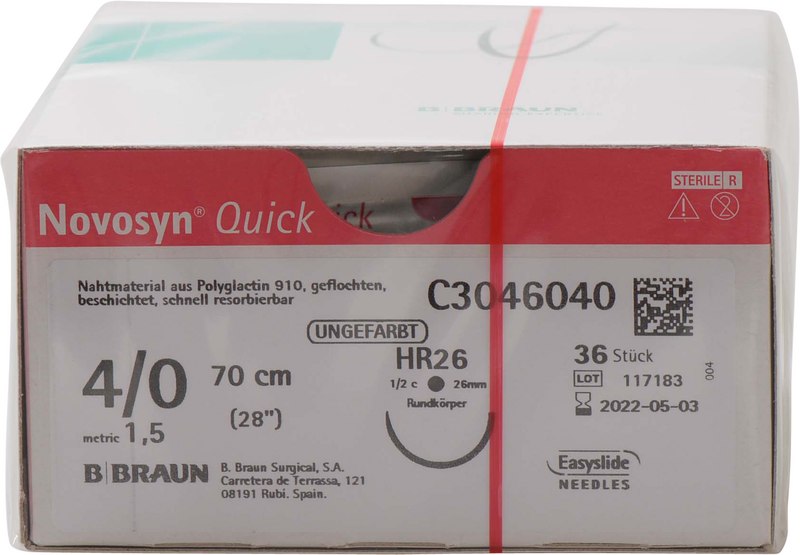 B|BRAUN
Novosyn® Quick
STERILE R
Nahtmaterial aus Polyglactin 910, geflochten,
beschichtet, schnell resorbierbar
C3046040
UNGEFÄRBT
4/0 70 cm
(28")
metric 1,5
HR26
1/2 c 26mm
Rundkörper
36 Stück
LOT 117183
2022-05-03
004
B|BRAUN
B. Braun Surgical, S.A.
Carretera de Terrassa, 121
08191 Rubí. Spain.
Easyslide
NEEDLES